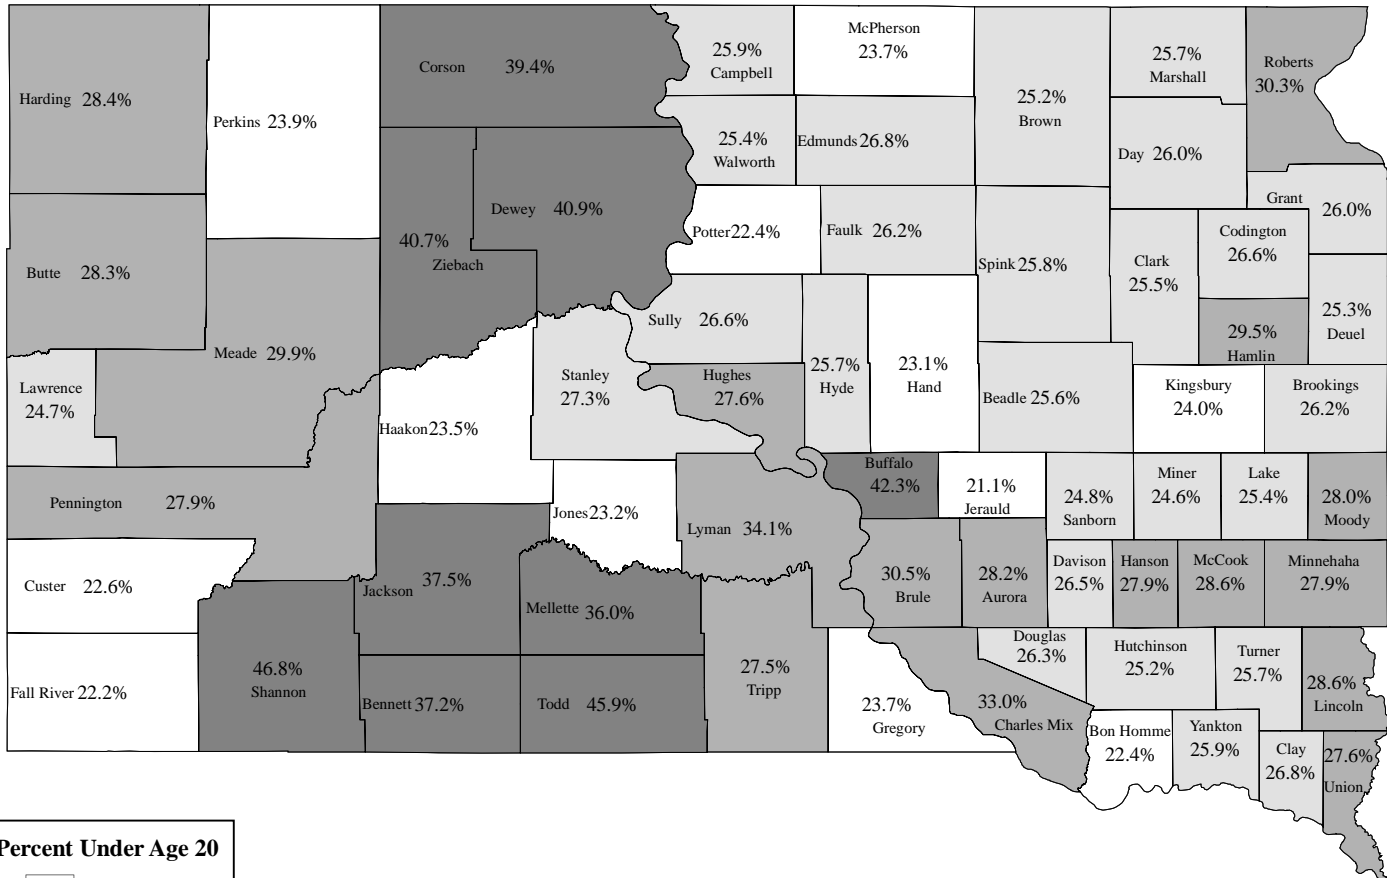 Harding 28.4%
Perkins 23.9%
Corson 39.4%
25.9%
Campbell
McPherson
23.7%
25.2%
Brown
25.7%
Marshall
Roberts
30.3%
25.4%
Walworth
Edmunds 26.8%
Day 26.0%
Grant 26.0%
Butte 28.3%
40.7%
Ziebach
Dewey 40.9%
Potter 22.4%
Faulk 26.2%
Spink 25.8%
Clark
25.5%
Codington
26.6%
29.5%
Hamlin
25.3%
Deuel
Lawrence
24.7%
Meade 29.9%
Haakon 23.5%
Stanley
27.3%
Sully 26.6%
Hughes
27.6%
25.7%
Hyde
23.1%
Hand
Beadle 25.6%
Kingsbury
24.0%
Brookings
26.2%
Pennington 27.9%
Jones 23.2%
Lyman 34.1%
Buffalo
42.3%
21.1%
Jerauld
24.8%
Sanborn
Miner
24.6%
Lake
25.4%
28.0%
Moody
Custer 22.6%
Jackson 37.5%
Mellette 36.0%
30.5%
Brule
28.2%
Aurora
Davison
26.5%
Hanson
27.9%
McCook
28.6%
Minnehaha
27.9%
Fall River 22.2%
46.8%
Shannon
Bennett 37.2%
Todd 45.9%
27.5%
Tripp
23.7%
Gregory
33.0%
Charles Mix
Douglas
26.3%
Hutchinson
25.2%
Turner
25.7%
28.6%
Lincoln
Bon Homme
22.4%
Yankton
25.9%
Clay
26.8%
27.6%
Union
Percent Under Age 20